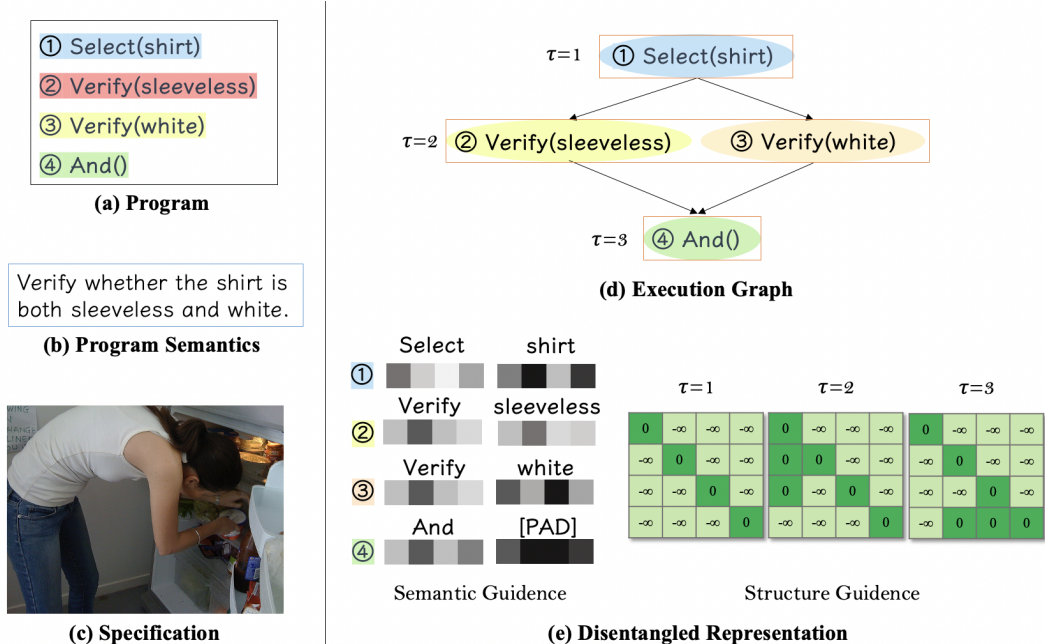 ① Select(shirt)
② Verify(sleeveless)
③ Verify(white)
④ And()
(a) Program
Verify whether the shirt is
both sleeveless and white.
(b) Program Semantics
WING
CHANGE
LINE
YOU
(c) Specification
τ=1 ① Select(shirt)
τ=2 ② Verify(sleeveless) ③ Verify(white)
τ=3 ④ And()
(d) Execution Graph
Select shirt
①
Verify sleeveless
②
Verify white
③
And [PAD]
④
Semantic Guidence
τ=1 τ=2 τ=3
0 -∞ -∞ -∞ 0 -∞ -∞ -∞ 0 -∞ -∞ -∞
-∞ 0 -∞ -∞ 0 0 -∞ -∞ -∞ 0 -∞ -∞
-∞ -∞ 0 -∞ 0 -∞ 0 -∞ -∞ -∞ 0 -∞
-∞ -∞ -∞ 0 -∞ -∞ -∞ 0 -∞ 0 0 0
Structure Guidence
(e) Disentangled Representation